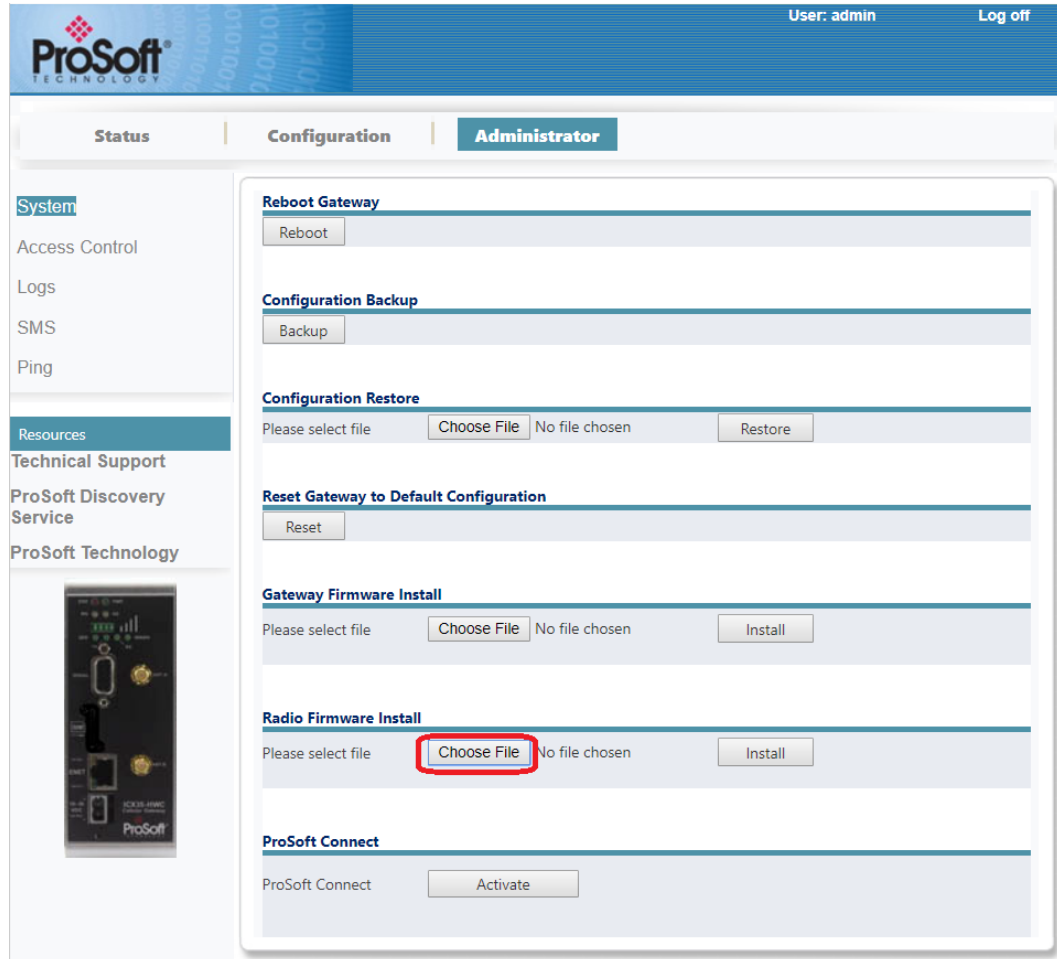 User: admin Log off
ProSoft®
TECHNOLOGY
Status Configuration Administrator
System
Access Control
Logs
SMS
Ping
Resources
Technical Support
ProSoft Discovery
Service
ProSoft Technology
ICX35-HWC
Cellular Gateway
ProSoft
Reboot Gateway
Reboot
Configuration Backup
Backup
Configuration Restore
Please select file Choose File No file chosen Restore
Reset Gateway to Default Configuration
Reset
Gateway Firmware Install
Please select file Choose File No file chosen Install
Radio Firmware Install
Please select file Choose File No file chosen Install
ProSoft Connect
ProSoft Connect Activate